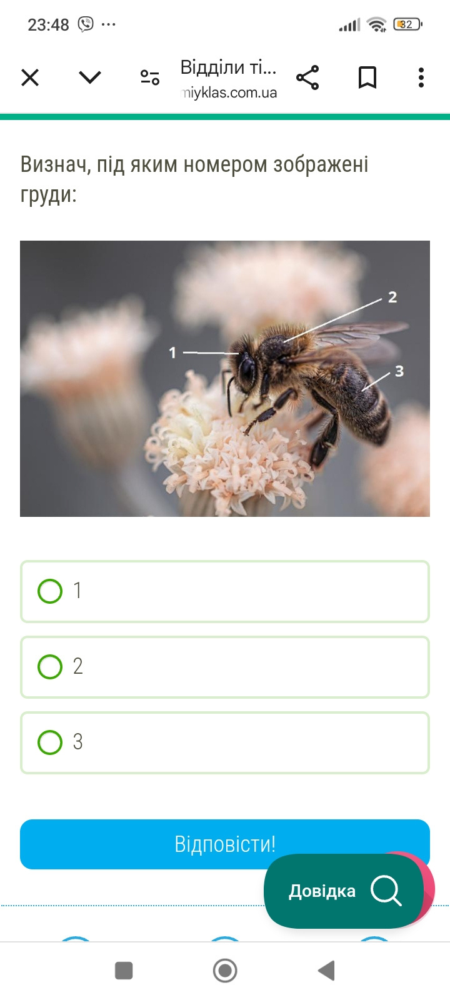 23:48 ...
32
Відділи ті...
miyklas.com.ua
Визнач, під яким номером зображені
груди:
2
1
3
1
2
3
Відповісти!
Довідка